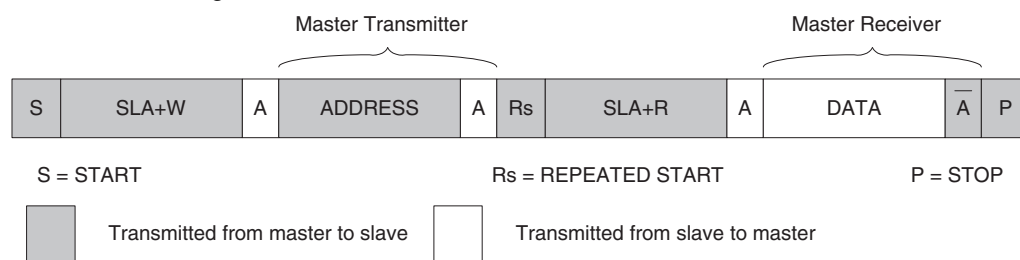 Master Transmitter Master Receiver
S SLA+W A ADDRESS A Rs SLA+R A DATA A̅ P
S = START Rs = REPEATED START P = STOP
Transmitted from master to slave Transmitted from slave to master